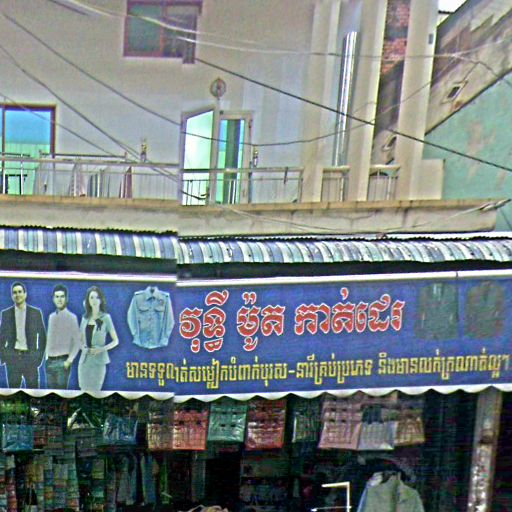 វុទ្ធី ម៉ូត កាត់ដេរ
មានទទួលកាត់សម្លៀកបំពាក់បុរស-នារីគ្រប់ប្រភេទ និងមានលក់ក្រណាត់ល្អៗ